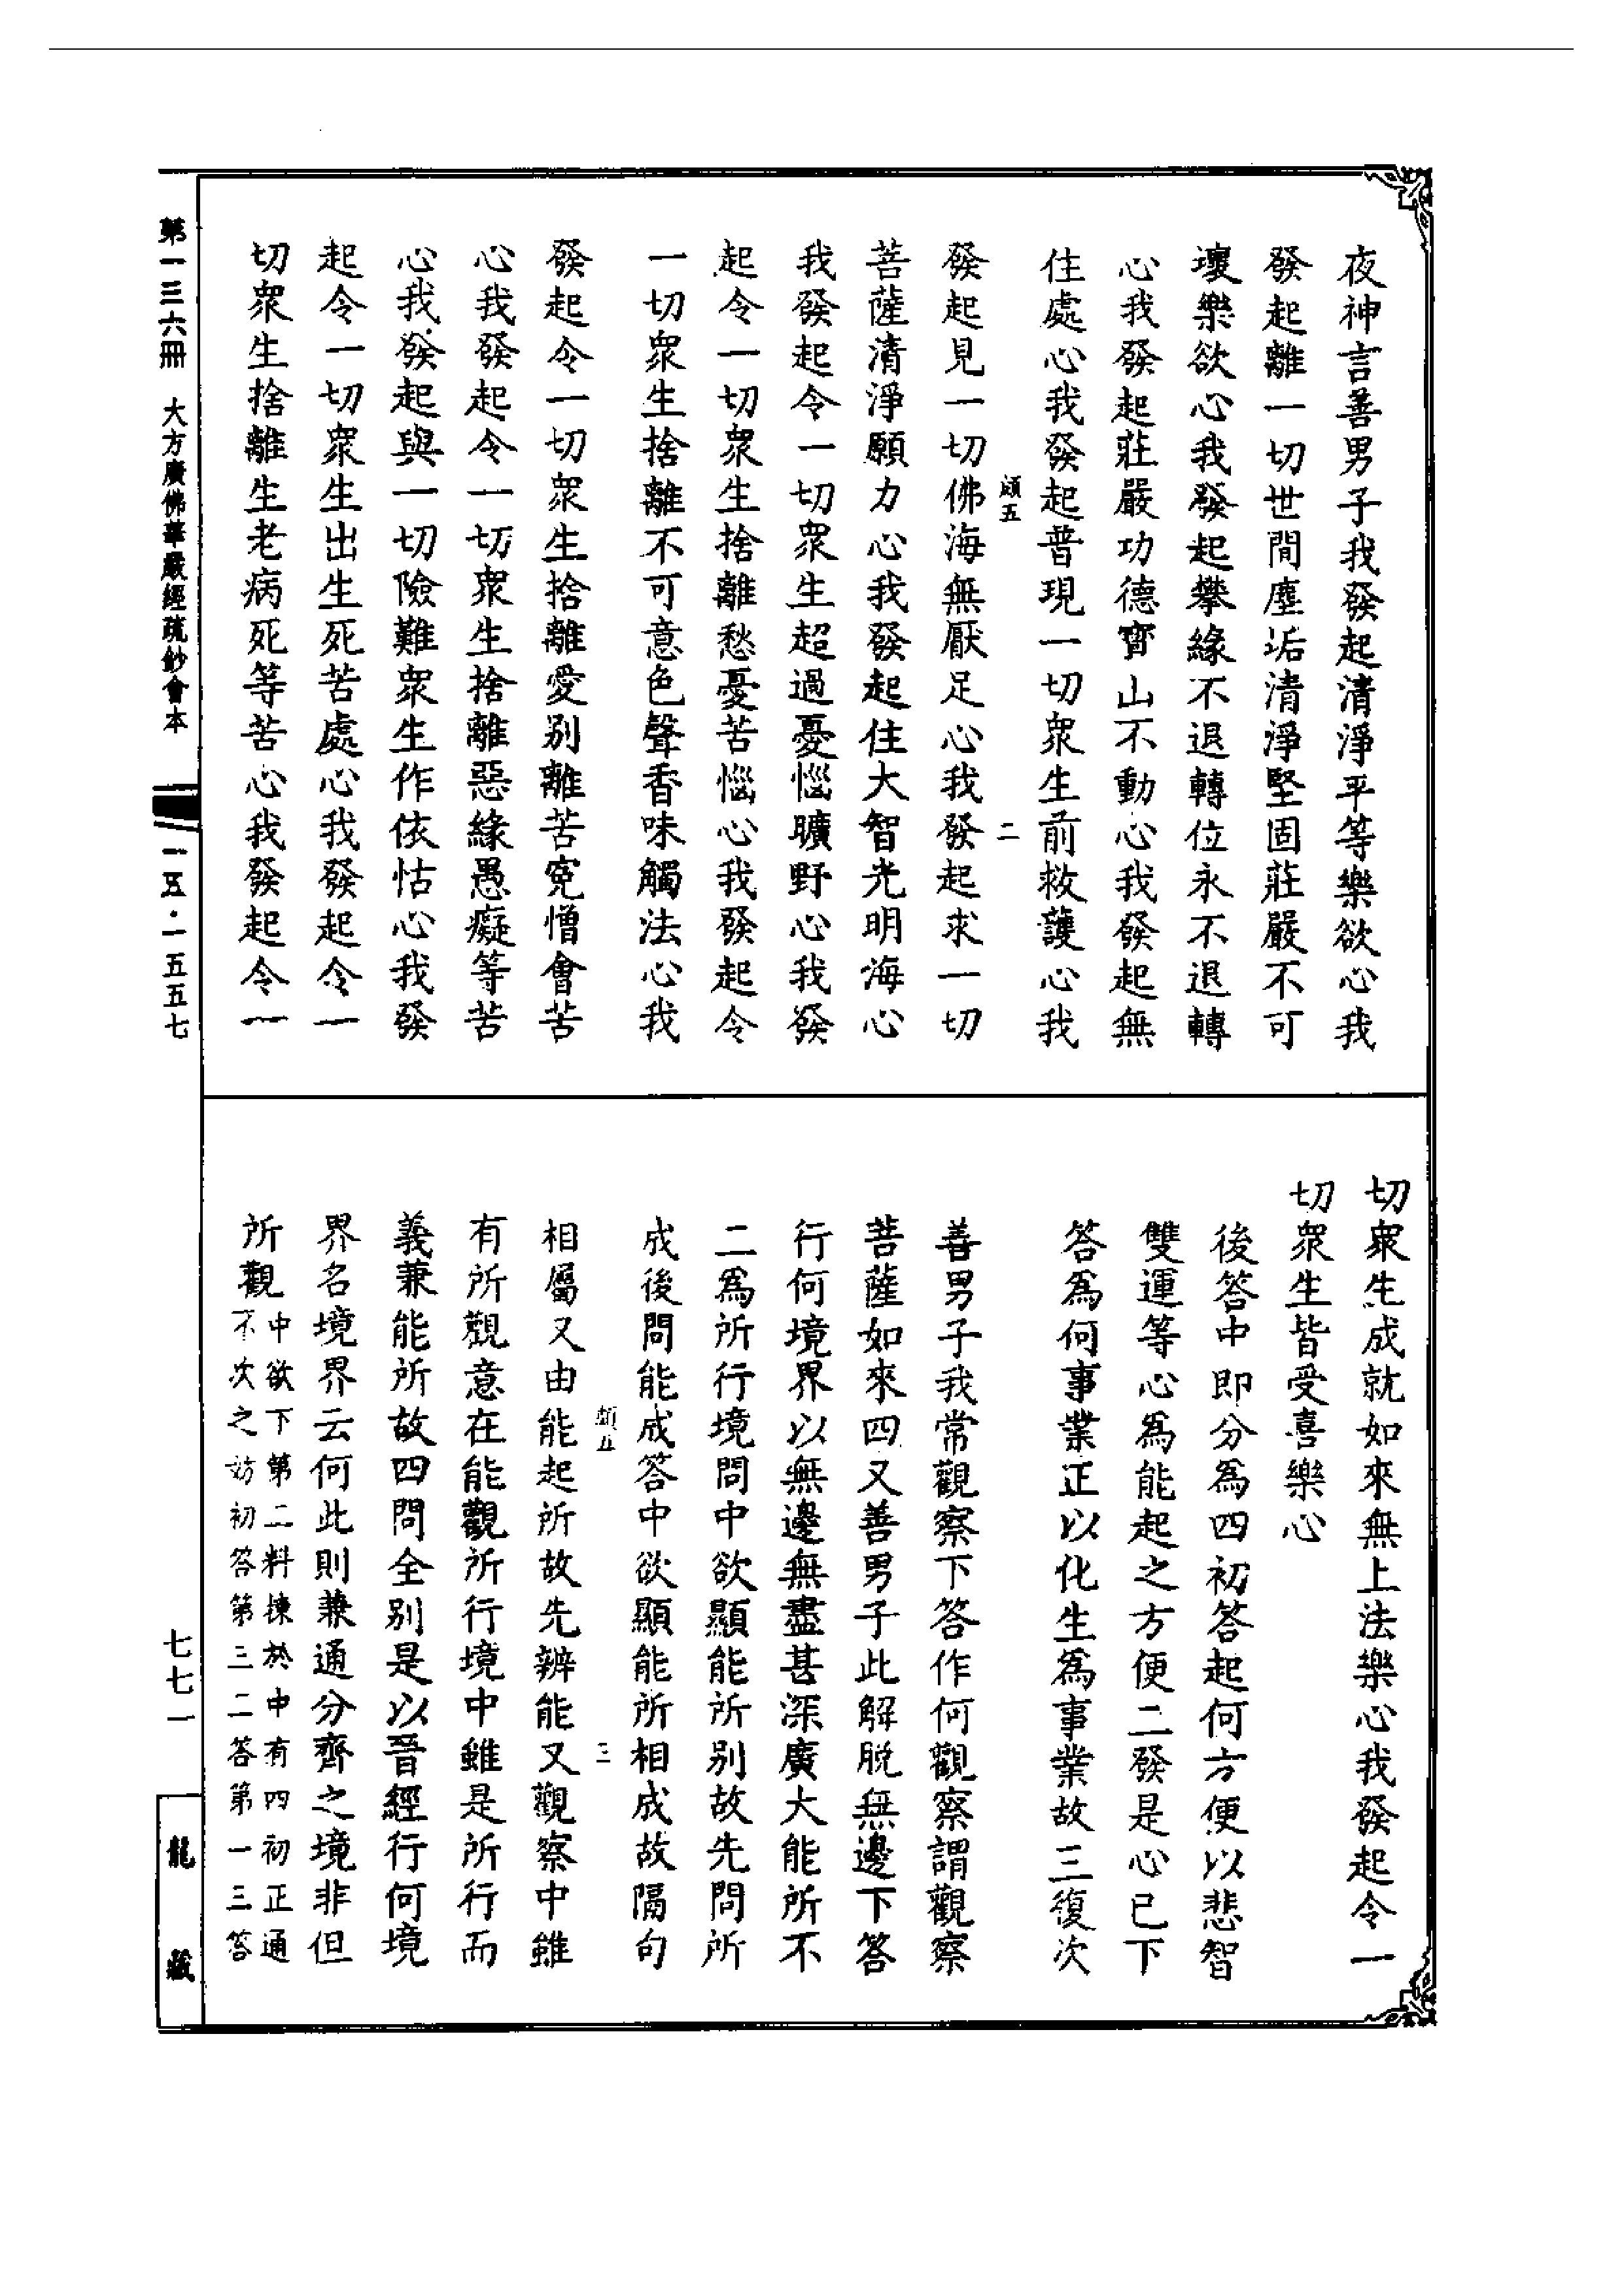 夜神言善男子我發起清淨平等樂欲心我
發起離一切世間塵垢清淨堅固莊嚴不可
壞樂欲心我發起攀緣不退轉位永不退轉
心我發起莊嚴功德寶山不動心我發起無
住處心我發起普現一切眾生前救護心我
發起見一切佛海無厭足心我發起求一切
菩薩清淨願力心我發起住大智光明海心
我發起令一切眾生超過憂惱曠野心我發
起令一切眾生捨離愁憂苦惱心我發起令
一切眾生捨離不可意色聲香味觸法心我
發起令一切眾生捨離愛別離苦冤憎會苦
心我發起令一切眾生捨離惡緣愚癡等苦
心我發起與一切險難眾生作依怙心我發
起令一切眾生出生死苦處心我發起令一
切眾生捨離生老病死等苦心我發起令一
切眾生成就如來無上法樂心我發起令一
切眾生皆受喜樂心
後答中即分為四初答起何方便以悲智
雙運等心為能起之方便二發是心已下
答為何事業正以化生為事業故三復次
善男子我常觀察下答作何觀察謂觀察
菩薩如來四又善男子此解脫無邊下答
行何境界以無邊無盡甚深廣大能所不
二為所行境問中欲顯能所別故先問所
成後問能成答中欲顯能所相成故隔句
相屬又由能起所故先辨能又觀察中雖
有所觀意在能觀所行境中雖是所行而
義兼能所故四問全別是以晉經行何境
界名境界云何此則兼通分齊之境非但
所觀中欲下第二料揀於中有四初正通
不次之妨初答第三二答第一三答
第一三六冊 大方廣佛華嚴經疏鈔會本
一五·一五五七
七七一
龍藏